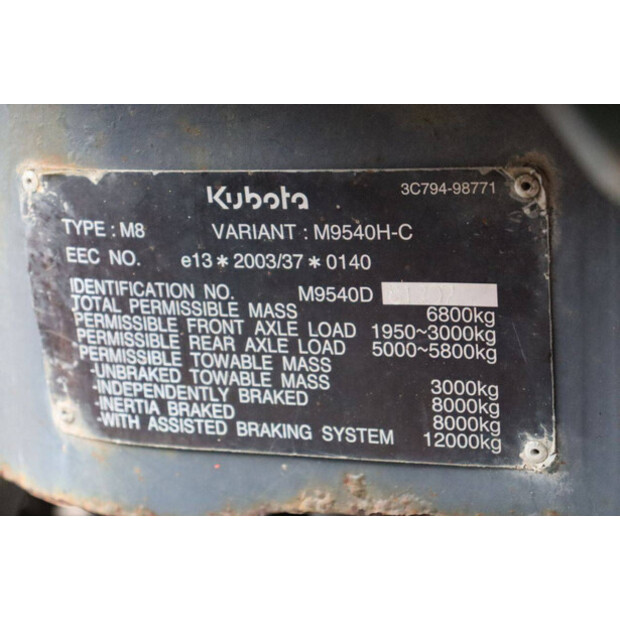 Kubota
3C794-98771
TYPE : M8 VARIANT : M9540H-C
EEC NO. e13*2003/37*0140
IDENTIFICATION NO. M9540D
TOTAL PERMISSIBLE MASS 6800kg
PERMISSIBLE FRONT AXLE LOAD 1950~3000kg
PERMISSIBLE REAR AXLE LOAD 5000~5800kg
PERMISSIBLE TOWABLE MASS
-UNBRAKED TOWABLE MASS 3000kg
-INDEPENDENTLY BRAKED 8000kg
-INERTIA BRAKED 8000kg
-WITH ASSISTED BRAKING SYSTEM 12000kg